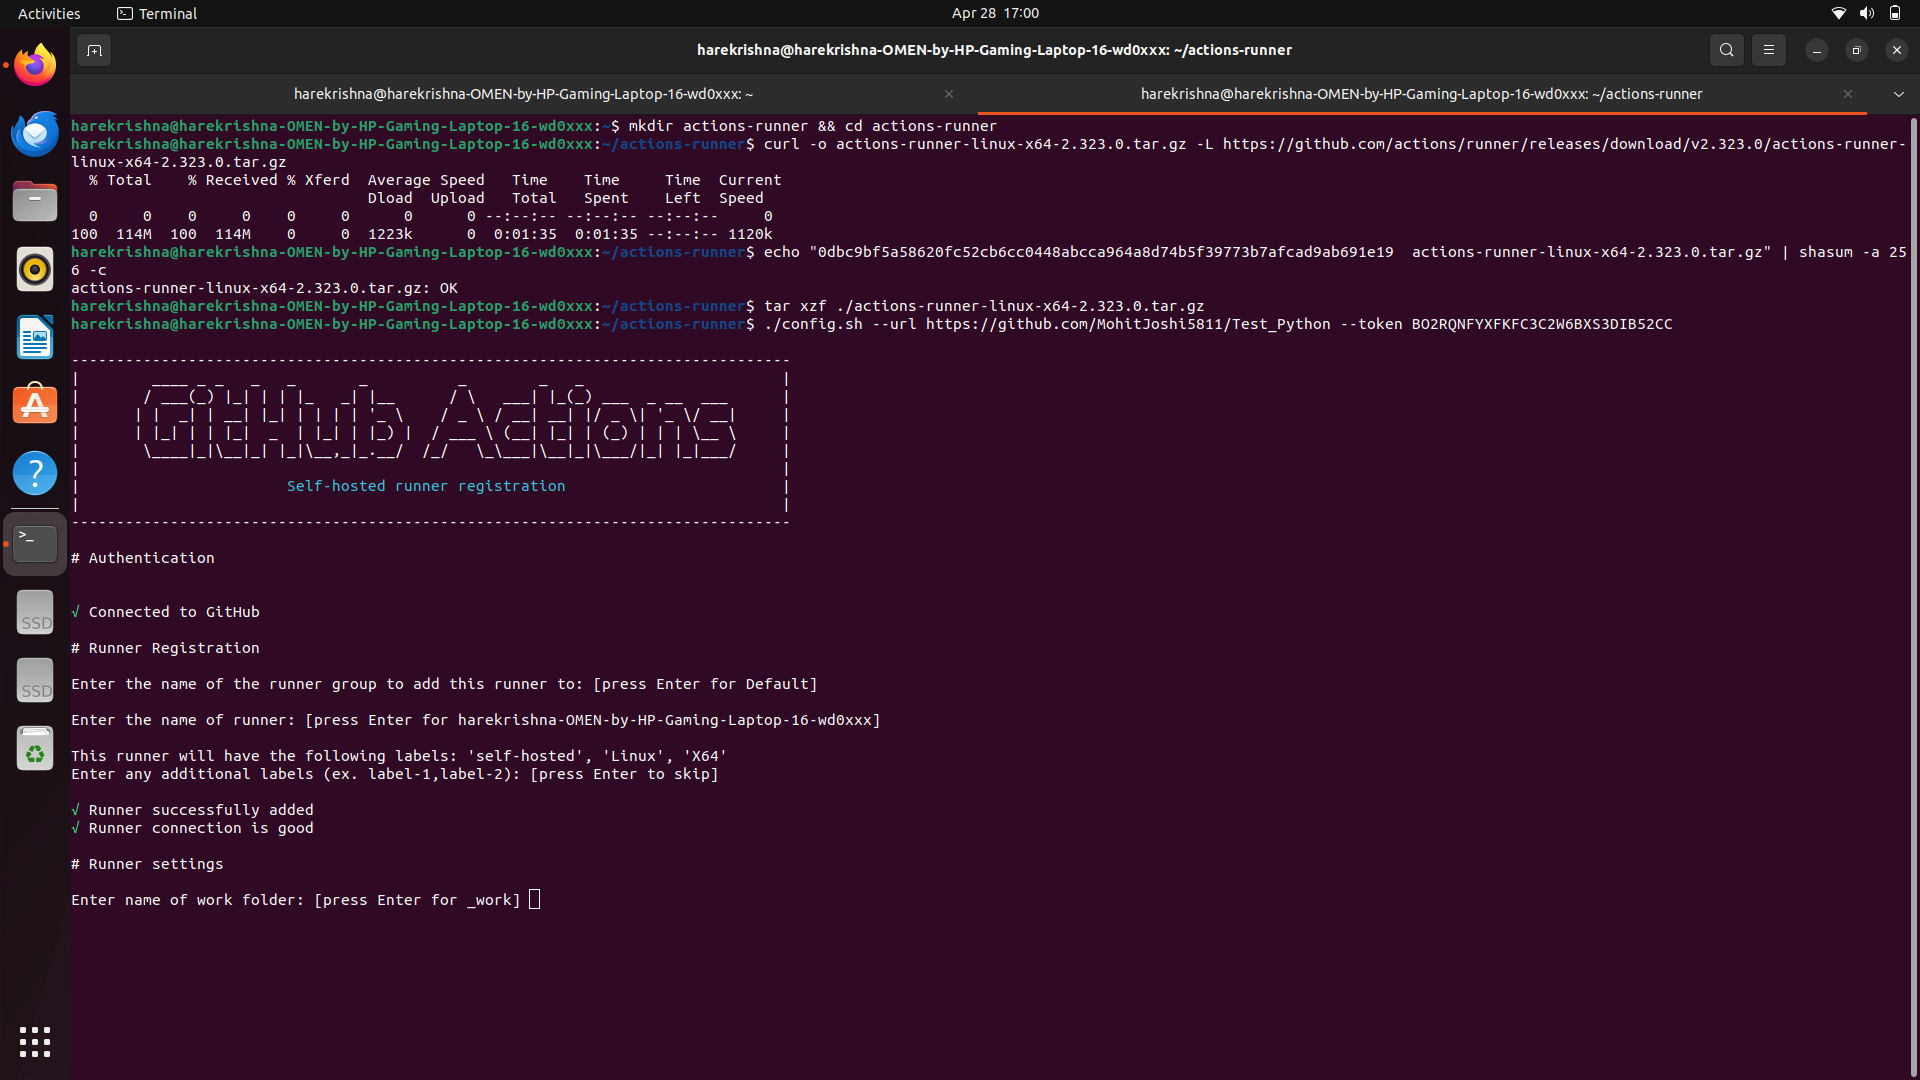 Activities
Terminal
Apr 28 17:00
harekrishna@harekrishna-OMEN-by-HP-Gaming-Laptop-16-wd0xxx: ~/actions-runner
harekrishna@harekrishna-OMEN-by-HP-Gaming-Laptop-16-wd0xxx: ~
harekrishna@harekrishna-OMEN-by-HP-Gaming-Laptop-16-wd0xxx: ~/actions-runner
harekrishna@harekrishna-OMEN-by-HP-Gaming-Laptop-16-wd0xxx:~$ mkdir actions-runner && cd actions-runner
harekrishna@harekrishna-OMEN-by-HP-Gaming-Laptop-16-wd0xxx:~/actions-runner$ curl -o actions-runner-linux-x64-2.323.0.tar.gz -L https://github.com/actions/runner/releases/download/v2.323.0/actions-runner-
linux-x64-2.323.0.tar.gz
% Total % Received % Xferd Average Speed Time Time Time Current
Dload Upload Total Spent Left Speed
0 0 0 0 0 0 0 0 --:--:-- --:--:-- --:--:-- 0
100 114M 100 114M 0 0 1223k 0 0:01:35 0:01:35 --:--:-- 1120k
harekrishna@harekrishna-OMEN-by-HP-Gaming-Laptop-16-wd0xxx:~/actions-runner$ echo "0dbc9bf5a58620fc52cb6cc0448abcca964a8d74b5f39773b7afcad9ab691e19  actions-runner-linux-x64-2.323.0.tar.gz" | shasum -a 25
6 -c
actions-runner-linux-x64-2.323.0.tar.gz: OK
harekrishna@harekrishna-OMEN-by-HP-Gaming-Laptop-16-wd0xxx:~/actions-runner$ tar xzf ./actions-runner-linux-x64-2.323.0.tar.gz
harekrishna@harekrishna-OMEN-by-HP-Gaming-Laptop-16-wd0xxx:~/actions-runner$ ./config.sh --url https://github.com/MohitJoshi5811/Test_Python --token BO2RQNFYXFKFC3C2W6BXS3DIB52CC
GitHub Actions
Self-hosted runner registration
# Authentication
√ Connected to GitHub
# Runner Registration
Enter the name of the runner group to add this runner to: [press Enter for Default]
Enter the name of runner: [press Enter for harekrishna-OMEN-by-HP-Gaming-Laptop-16-wd0xxx]
This runner will have the following labels: 'self-hosted', 'Linux', 'X64'
Enter any additional labels (ex. label-1,label-2): [press Enter to skip]
√ Runner successfully added
√ Runner connection is good
# Runner settings
Enter name of work folder: [press Enter for _work]
SSD
SSD